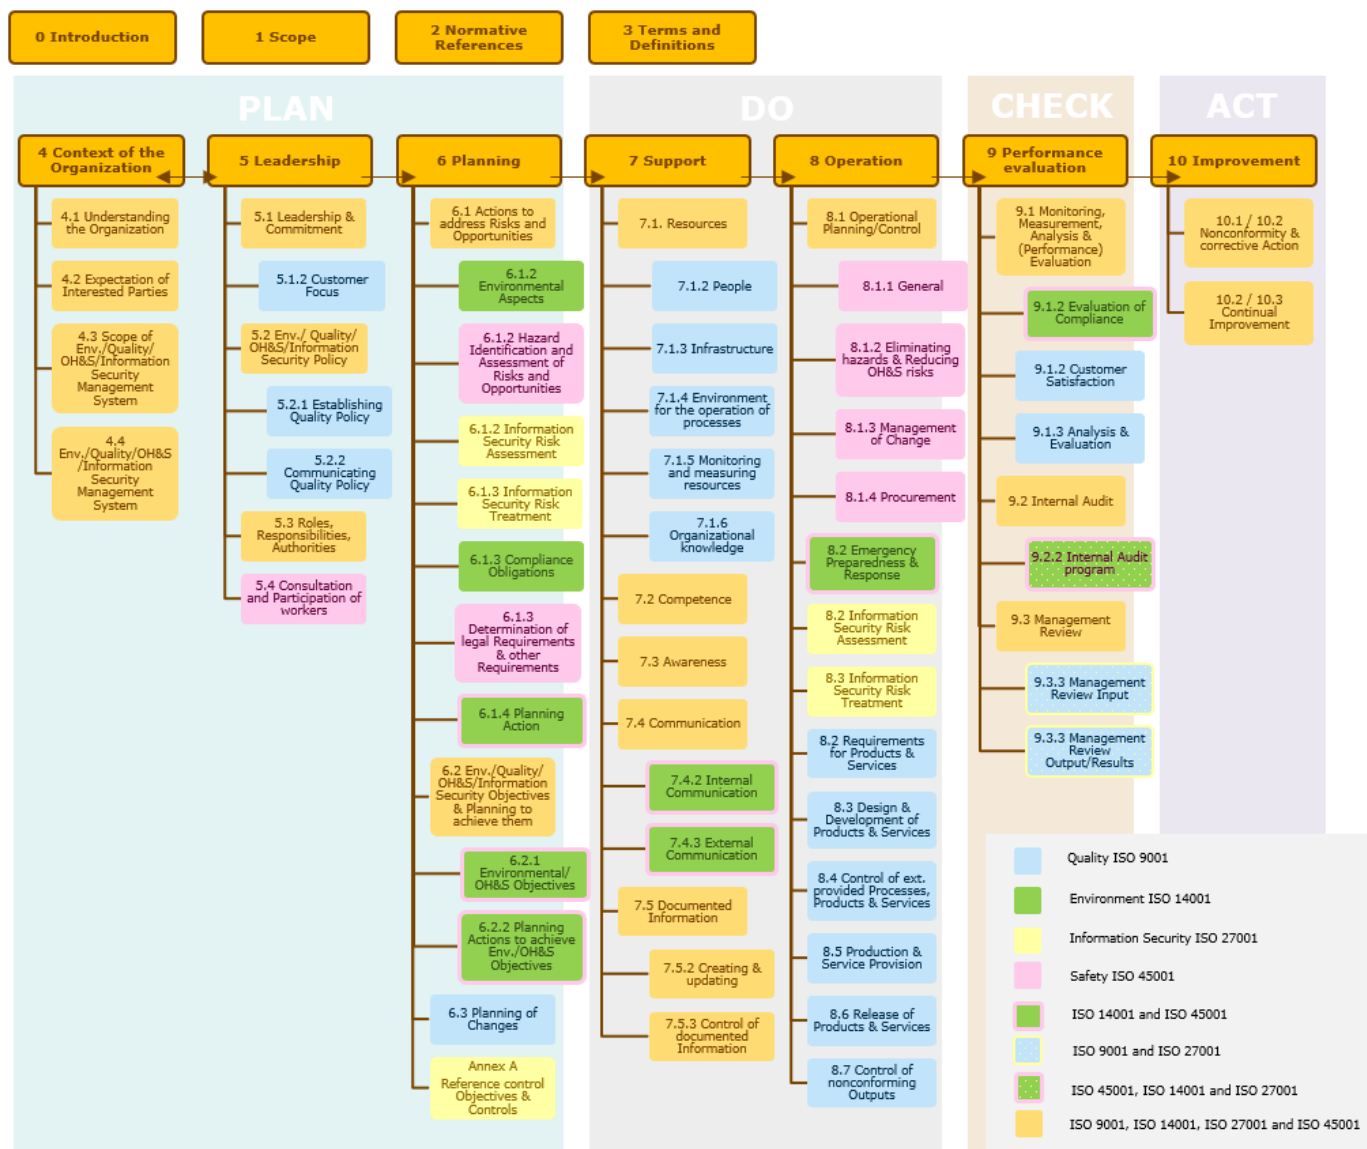 0 Introduction
1 Scope
2 Normative
References
3 Terms and
Definitions
PLAN
DO
CHECK
ACT
4 Context of the
Organization
5 Leadership
6 Planning
7 Support
8 Operation
9 Performance
evaluation
10 Improvement
4.1 Understanding
the Organization
4.2 Expectation of
Interested Parties
4.3 Scope of
Env./Quality/
OH&S/Information
Security
Management
System
4.4
Env./Quality/OH&S
/Information
Security
Management
System
5.1 Leadership &
Commitment
5.1.2 Customer
Focus
5.2 Env./ Quality/
OH&S/Information
Security Policy
5.2.1 Establishing
Quality Policy
5.2.2
Communicating
Quality Policy
5.3 Roles,
Responsibilities,
Authorities
5.4 Consultation
and Participation of
workers
6.1 Actions to
address Risks and
Opportunities
6.1.2
Environmental
Aspects
6.1.2 Hazard
Identification and
Assessment of
Risks and
Opportunities
6.1.2 Information
Security Risk
Assessment
6.1.3 Information
Security Risk
Treatment
6.1.3 Compliance
Obligations
6.1.3
Determination of
legal Requirements
& other
Requirements
6.1.4 Planning
Action
6.2 Env./Quality/
OH&S/Information
Security Objectives
& Planning to
achieve them
6.2.1
Environmental/
OH&S Objectives
6.2.2 Planning
Actions to achieve
Env./OH&S
Objectives
6.3 Planning of
Changes
Annex A
Reference control
Objectives &
Controls
7.1. Resources
7.1.2 People
7.1.3 Infrastructure
7.1.4 Environment
for the operation of
processes
7.1.5 Monitoring
and measuring
resources
7.1.6
Organizational
knowledge
7.2 Competence
7.3 Awareness
7.4 Communication
7.4.2 Internal
Communication
7.4.3 External
Communication
7.5 Documented
Information
7.5.2 Creating &
updating
7.5.3 Control of
documented
Information
8.1 Operational
Planning/Control
8.1.1 General
8.1.2 Eliminating
hazards & Reducing
OH&S risks
8.1.3 Management
of Change
8.1.4 Procurement
8.2 Emergency
Preparedness &
Response
8.2 Information
Security Risk
Assessment
8.3 Information
Security Risk
Treatment
8.2 Requirements
for Products &
Services
8.3 Design &
Development of
Products & Services
8.4 Control of ext.
provided Processes,
Products & Services
8.5 Production &
Service Provision
8.6 Release of
Products & Services
8.7 Control of
nonconforming
Outputs
9.1 Monitoring,
Measurement,
Analysis &
(Performance)
Evaluation
9.1.2 Evaluation of
Compliance
9.1.2 Customer
Satisfaction
9.1.3 Analysis &
Evaluation
9.2 Internal Audit
9.2.2 Internal Audit
program
9.3 Management
Review
9.3.3 Management
Review Input
9.3.3 Management
Review
Output/Results
10.1 / 10.2
Nonconformity &
corrective Action
10.2 / 10.3
Continual
Improvement
Quality ISO 9001
Environment ISO 14001
Information Security ISO 27001
Safety ISO 45001
ISO 14001 and ISO 45001
ISO 9001 and ISO 27001
ISO 45001, ISO 14001 and ISO 27001
ISO 9001, ISO 14001, ISO 27001 and ISO 45001